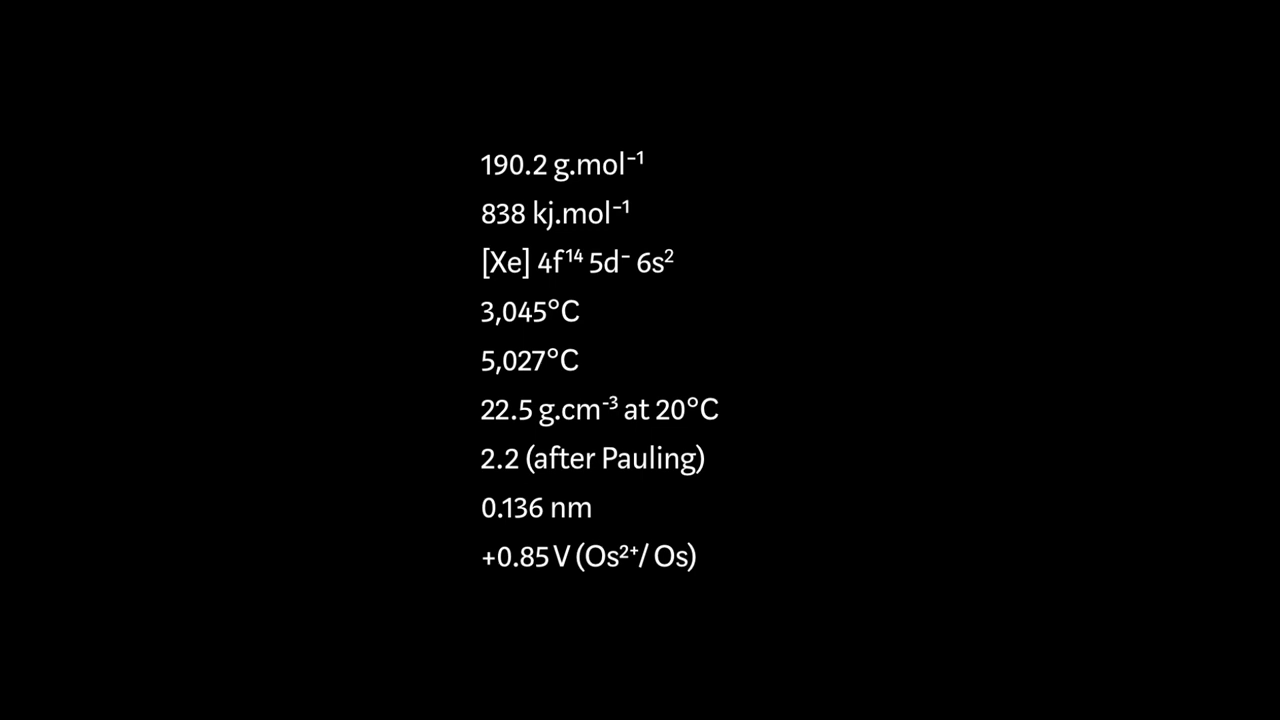 190.2 g.mol⁻¹
838 kj.mol⁻¹
[Xe] 4f¹⁴ 5d⁻ 6s²
3,045°C
5,027°C
22.5 g.cm⁻³ at 20°C
2.2 (after Pauling)
0.136 nm
+0.85 V (Os²⁺/ Os)